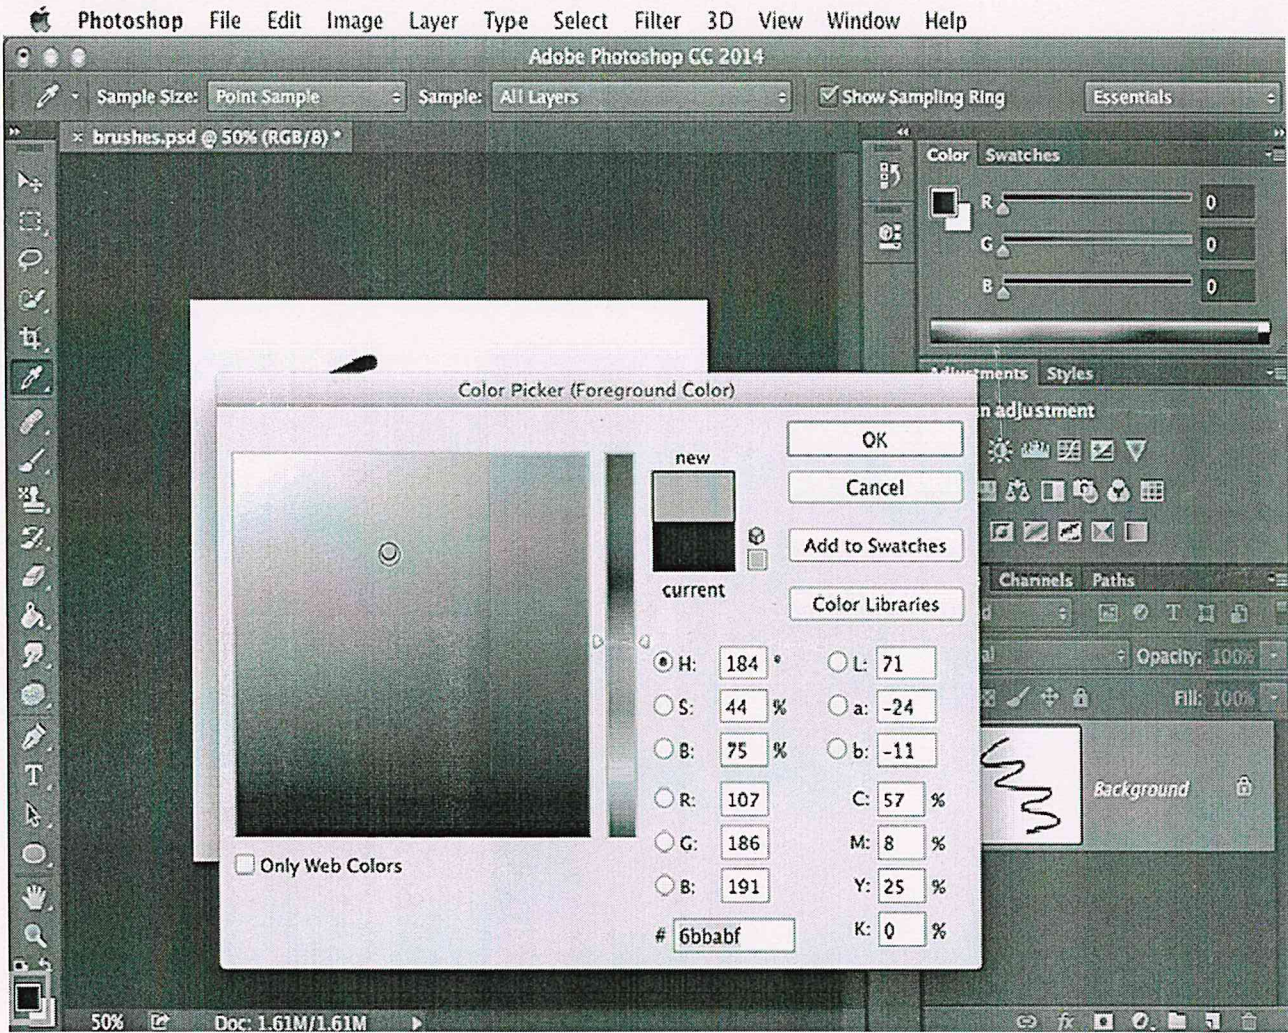 Photoshop File Edit Image Layer Type Select Filter 3D View Window Help
Adobe Photoshop CC 2014
Sample Size: Point Sample Sample: All Layers Show Sampling Ring Essentials
× brushes.psd @ 50% (RGB/8) *
Color Swatches
R 0
G 0
B 0
Adjustments Styles
n adjustment
Color Picker (Foreground Color)
new
current
OK
Cancel
Add to Swatches
Color Libraries
H: 184 °
S: 44 %
B: 75 %
R: 107
G: 186
B: 191
# 6bbabf
L: 71
a: -24
b: -11
C: 57 %
M: 8 %
Y: 25 %
K: 0 %
Only Web Colors
Channels Paths
al Opacity: 100%
Fill: 100%
Background
50% Doc: 1.61M/1.61M